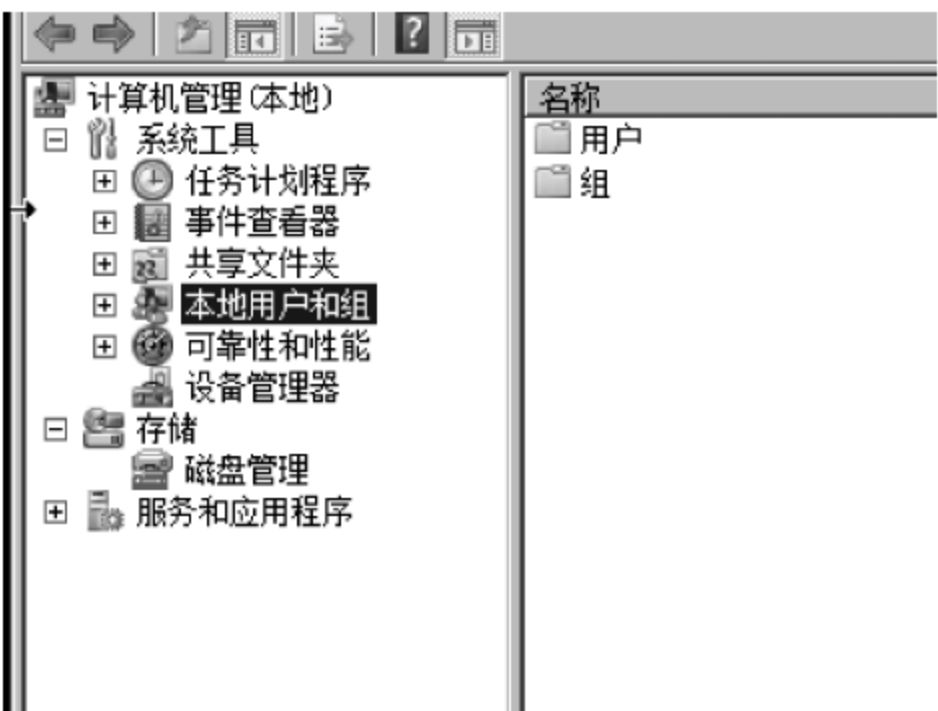 计算机管理(本地)
系统工具
任务计划程序
事件查看器
共享文件夹
本地用户和组
可靠性和性能
设备管理器
存储
磁盘管理
服务和应用程序
名称
用户
组